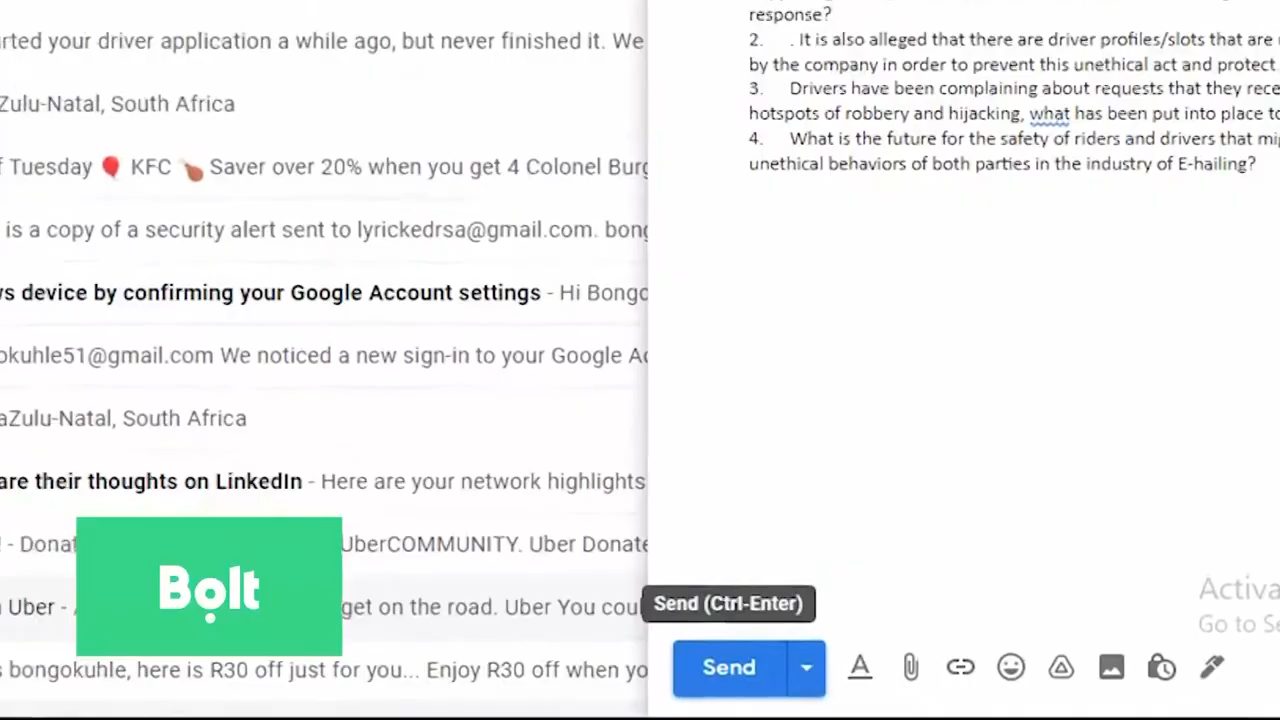 rted your driver application a while ago, but never finished it. We
Zulu-Natal, South Africa
f Tuesday 🎈 KFC 🍗 Saver over 20% when you get 4 Colonel Burg
is a copy of a security alert sent to lyrickedrsa@gmail.com. bong
s device by confirming your Google Account settings - Hi Bongo
okuhle51@gmail.com We noticed a new sign-in to your Google Ac
aZulu-Natal, South Africa
are their thoughts on LinkedIn - Here are your network highlights
! - Donat UberCOMMUNITY. Uber Donate
Uber - get on the road. Uber You coul
s bongokuhle, here is R30 off just for you... Enjoy R30 off when yo
Bolt
response?
2. . It is also alleged that there are driver profiles/slots that are
by the company in order to prevent this unethical act and protect
3. Drivers have been complaining about requests that they rece
hotspots of robbery and hijacking, what has been put into place to
4. What is the future for the safety of riders and drivers that mig
unethical behaviors of both parties in the industry of E-hailing?
Activa
Go to Se
Send (Ctrl-Enter)
Send